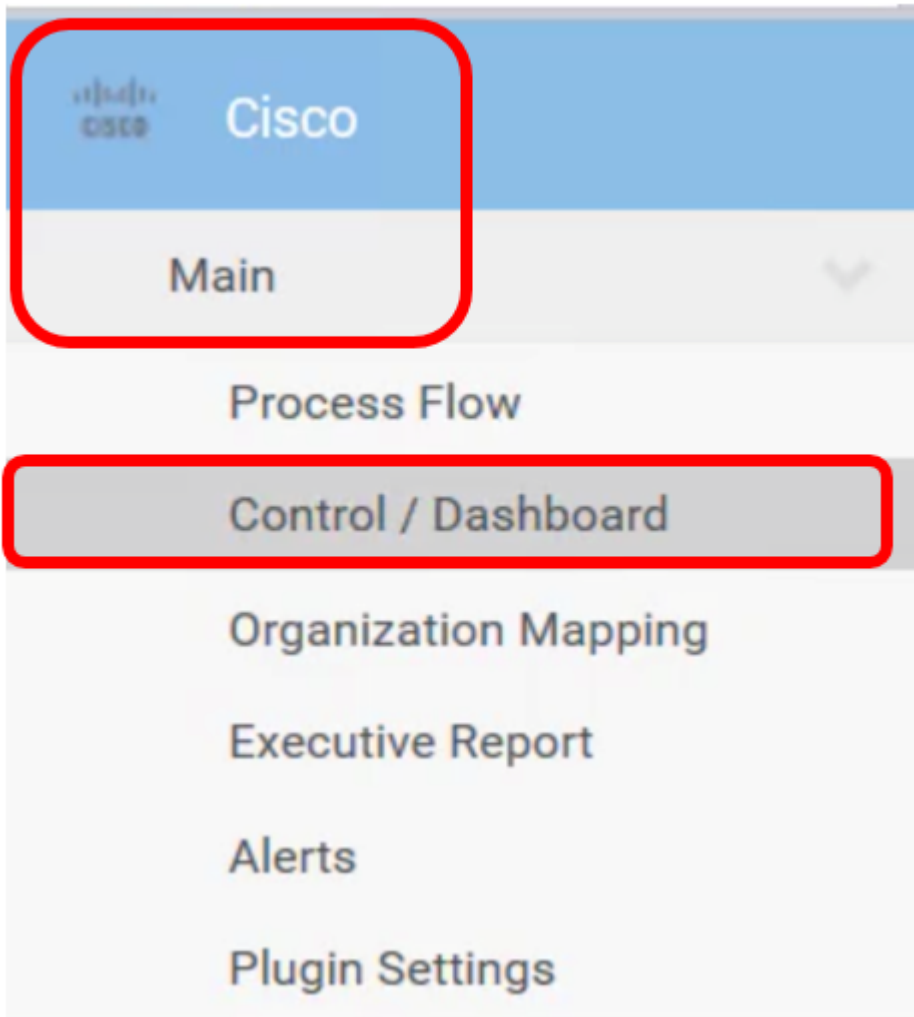 CISCO Cisco
Main
Process Flow
Control / Dashboard
Organization Mapping
Executive Report
Alerts
Plugin Settings